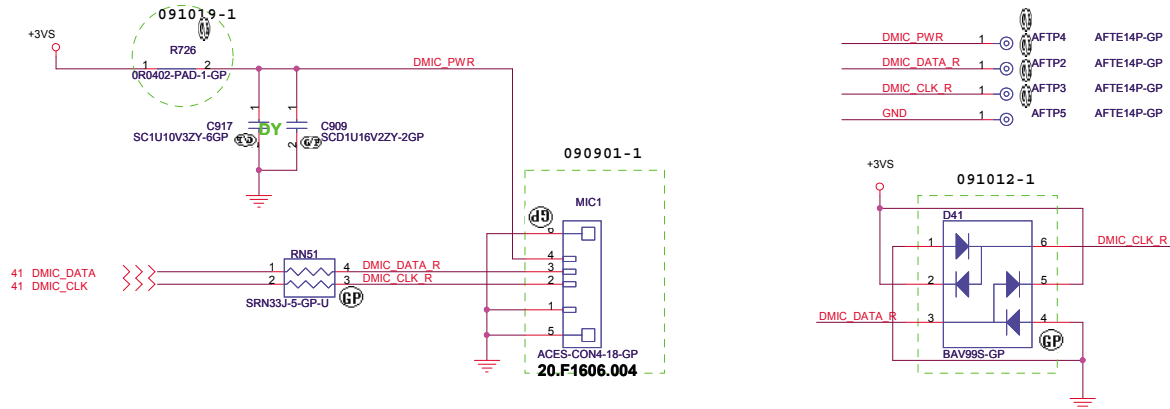 091019-1
+3VS
R726
1 2
0R0402-PAD-1-GP
DMIC_PWR
1 1
C917 DY C909
SC1U10V3ZY-6GP SCD1U16V2ZY-2GP
2 2
GP
090901-1
MIC1
GP
6
4
3
2
1
5
ACES-CON4-18-GP
20.F1606.004
41 DMIC_DATA
41 DMIC_CLK
RN51
1 4 DMIC_DATA_R
2 3 DMIC_CLK_R
SRN33J-5-GP-U
GP
DMIC_PWR 1 AFTP4 AFTE14P-GP
DMIC_DATA_R 1 AFTP2 AFTE14P-GP
DMIC_CLK_R 1 AFTP3 AFTE14P-GP
GND 1 AFTP5 AFTE14P-GP
+3VS
091012-1
D41
1 6 DMIC_CLK_R
2 5
DMIC_DATA_R 3 4
GP
BAV99S-GP